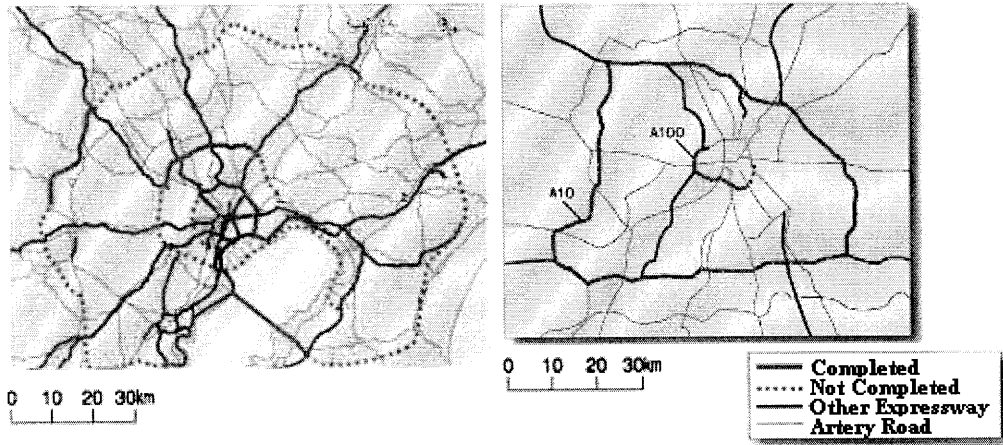 A100
A10
0 10 20 30km
0 10 20 30km
Completed
Not Completed
Other Expressway
Artery Road